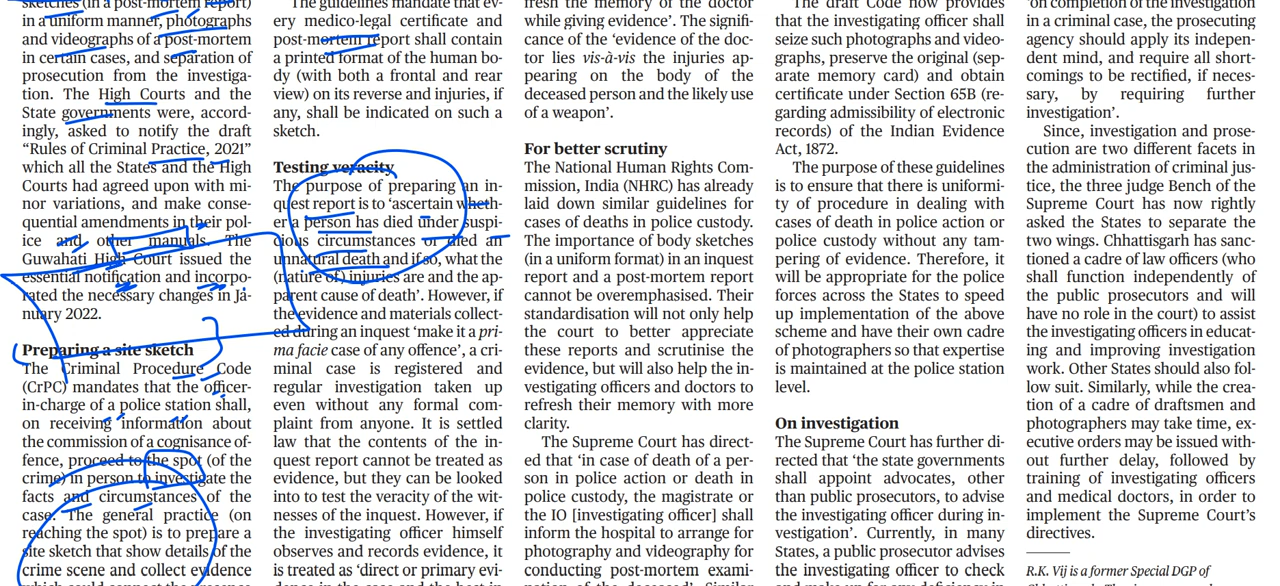 sketches (in a post-mortem report)
in a uniform manner, photographs
and videographs of a post-mortem
in certain cases, and separation of
prosecution from the investiga-
tion. The High Courts and the
State governments were, accord-
ingly, asked to notify the draft
“Rules of Criminal Practice, 2021”
which all the States and the High
Courts had agreed upon with mi-
nor variations, and make conse-
quential amendments in their pol-
ice and other manuals. The
Guwahati High Court issued the
essential notification and incorpo-
rated the necessary changes in Ja-
nuary 2022.
Preparing a site sketch
The Criminal Procedure Code
(CrPC) mandates that the officer-
in-charge of a police station shall,
on receiving information about
the commission of a cognisance of-
fence, proceed to the spot (of the
crime) in person to investigate the
facts and circumstances of the
case. The general practice (on
reaching the spot) is to prepare a
site sketch that show details of the
crime scene and collect evidence
The guidelines mandate that ev-
ery medico-legal certificate and
post-mortem report shall contain
a printed format of the human bo-
dy (with both a frontal and rear
view) on its reverse and injuries, if
any, shall be indicated on such a
sketch.
Testing veracity
The purpose of preparing an in-
quest report is to ‘ascertain wheth-
er a person has died under suspi-
cious circumstances or died an
unnatural death and if so, what the
(nature of) injuries are and the ap-
parent cause of death’. However, if
the evidence and materials collect-
ed during an inquest ‘make it a pri-
ma facie case of any offence’, a cri-
minal case is registered and
regular investigation taken up
even without any formal com-
plaint from anyone. It is settled
law that the contents of the in-
quest report cannot be treated as
evidence, but they can be looked
into to test the veracity of the wit-
nesses of the inquest. However, if
the investigating officer himself
observes and records evidence, it
is treated as ‘direct or primary evi-
fresh the memory of the doctor
while giving evidence’. The signifi-
cance of the ‘evidence of the doc-
tor lies vis-à-vis the injuries ap-
pearing on the body of the
deceased person and the likely use
of a weapon’.
For better scrutiny
The National Human Rights Com-
mission, India (NHRC) has already
laid down similar guidelines for
cases of deaths in police custody.
The importance of body sketches
(in a uniform format) in an inquest
report and a post-mortem report
cannot be overemphasised. Their
standardisation will not only help
the court to better appreciate
these reports and scrutinise the
evidence, but will also help the in-
vestigating officers and doctors to
refresh their memory with more
clarity.
The Supreme Court has direct-
ed that ‘in case of death of a per-
son in police action or death in
police custody, the magistrate or
the IO [investigating officer] shall
inform the hospital to arrange for
photography and videography for
conducting post-mortem exami-
The draft Code now provides
that the investigating officer shall
seize such photographs and video-
graphs, preserve the original (sep-
arate memory card) and obtain
certificate under Section 65B (re-
garding admissibility of electronic
records) of the Indian Evidence
Act, 1872.
The purpose of these guidelines
is to ensure that there is uniformi-
ty of procedure in dealing with
cases of death in police action or
police custody without any tam-
pering of evidence. Therefore, it
will be appropriate for the police
forces across the States to speed
up implementation of the above
scheme and have their own cadre
of photographers so that expertise
is maintained at the police station
level.
On investigation
The Supreme Court has further di-
rected that ‘the state governments
shall appoint advocates, other
than public prosecutors, to advise
the investigating officer during in-
vestigation’. Currently, in many
States, a public prosecutor advises
the investigating officer to check
‘on completion of the investigation
in a criminal case, the prosecuting
agency should apply its indepen-
dent mind, and require all short-
comings to be rectified, if neces-
sary, by requiring further
investigation’.
Since, investigation and prose-
cution are two different facets in
the administration of criminal jus-
tice, the three judge Bench of the
Supreme Court has now rightly
asked the States to separate the
two wings. Chhattisgarh has sanc-
tioned a cadre of law officers (who
shall function independently of
the public prosecutors and will
have no role in the court) to assist
the investigating officers in educat-
ing and improving investigation
work. Other States should also fol-
low suit. Similarly, while the crea-
tion of a cadre of draftsmen and
photographers may take time, ex-
ecutive orders may be issued with-
out further delay, followed by
training of investigating officers
and medical doctors, in order to
implement the Supreme Court’s
directives.
R.K. Vij is a former Special DGP of